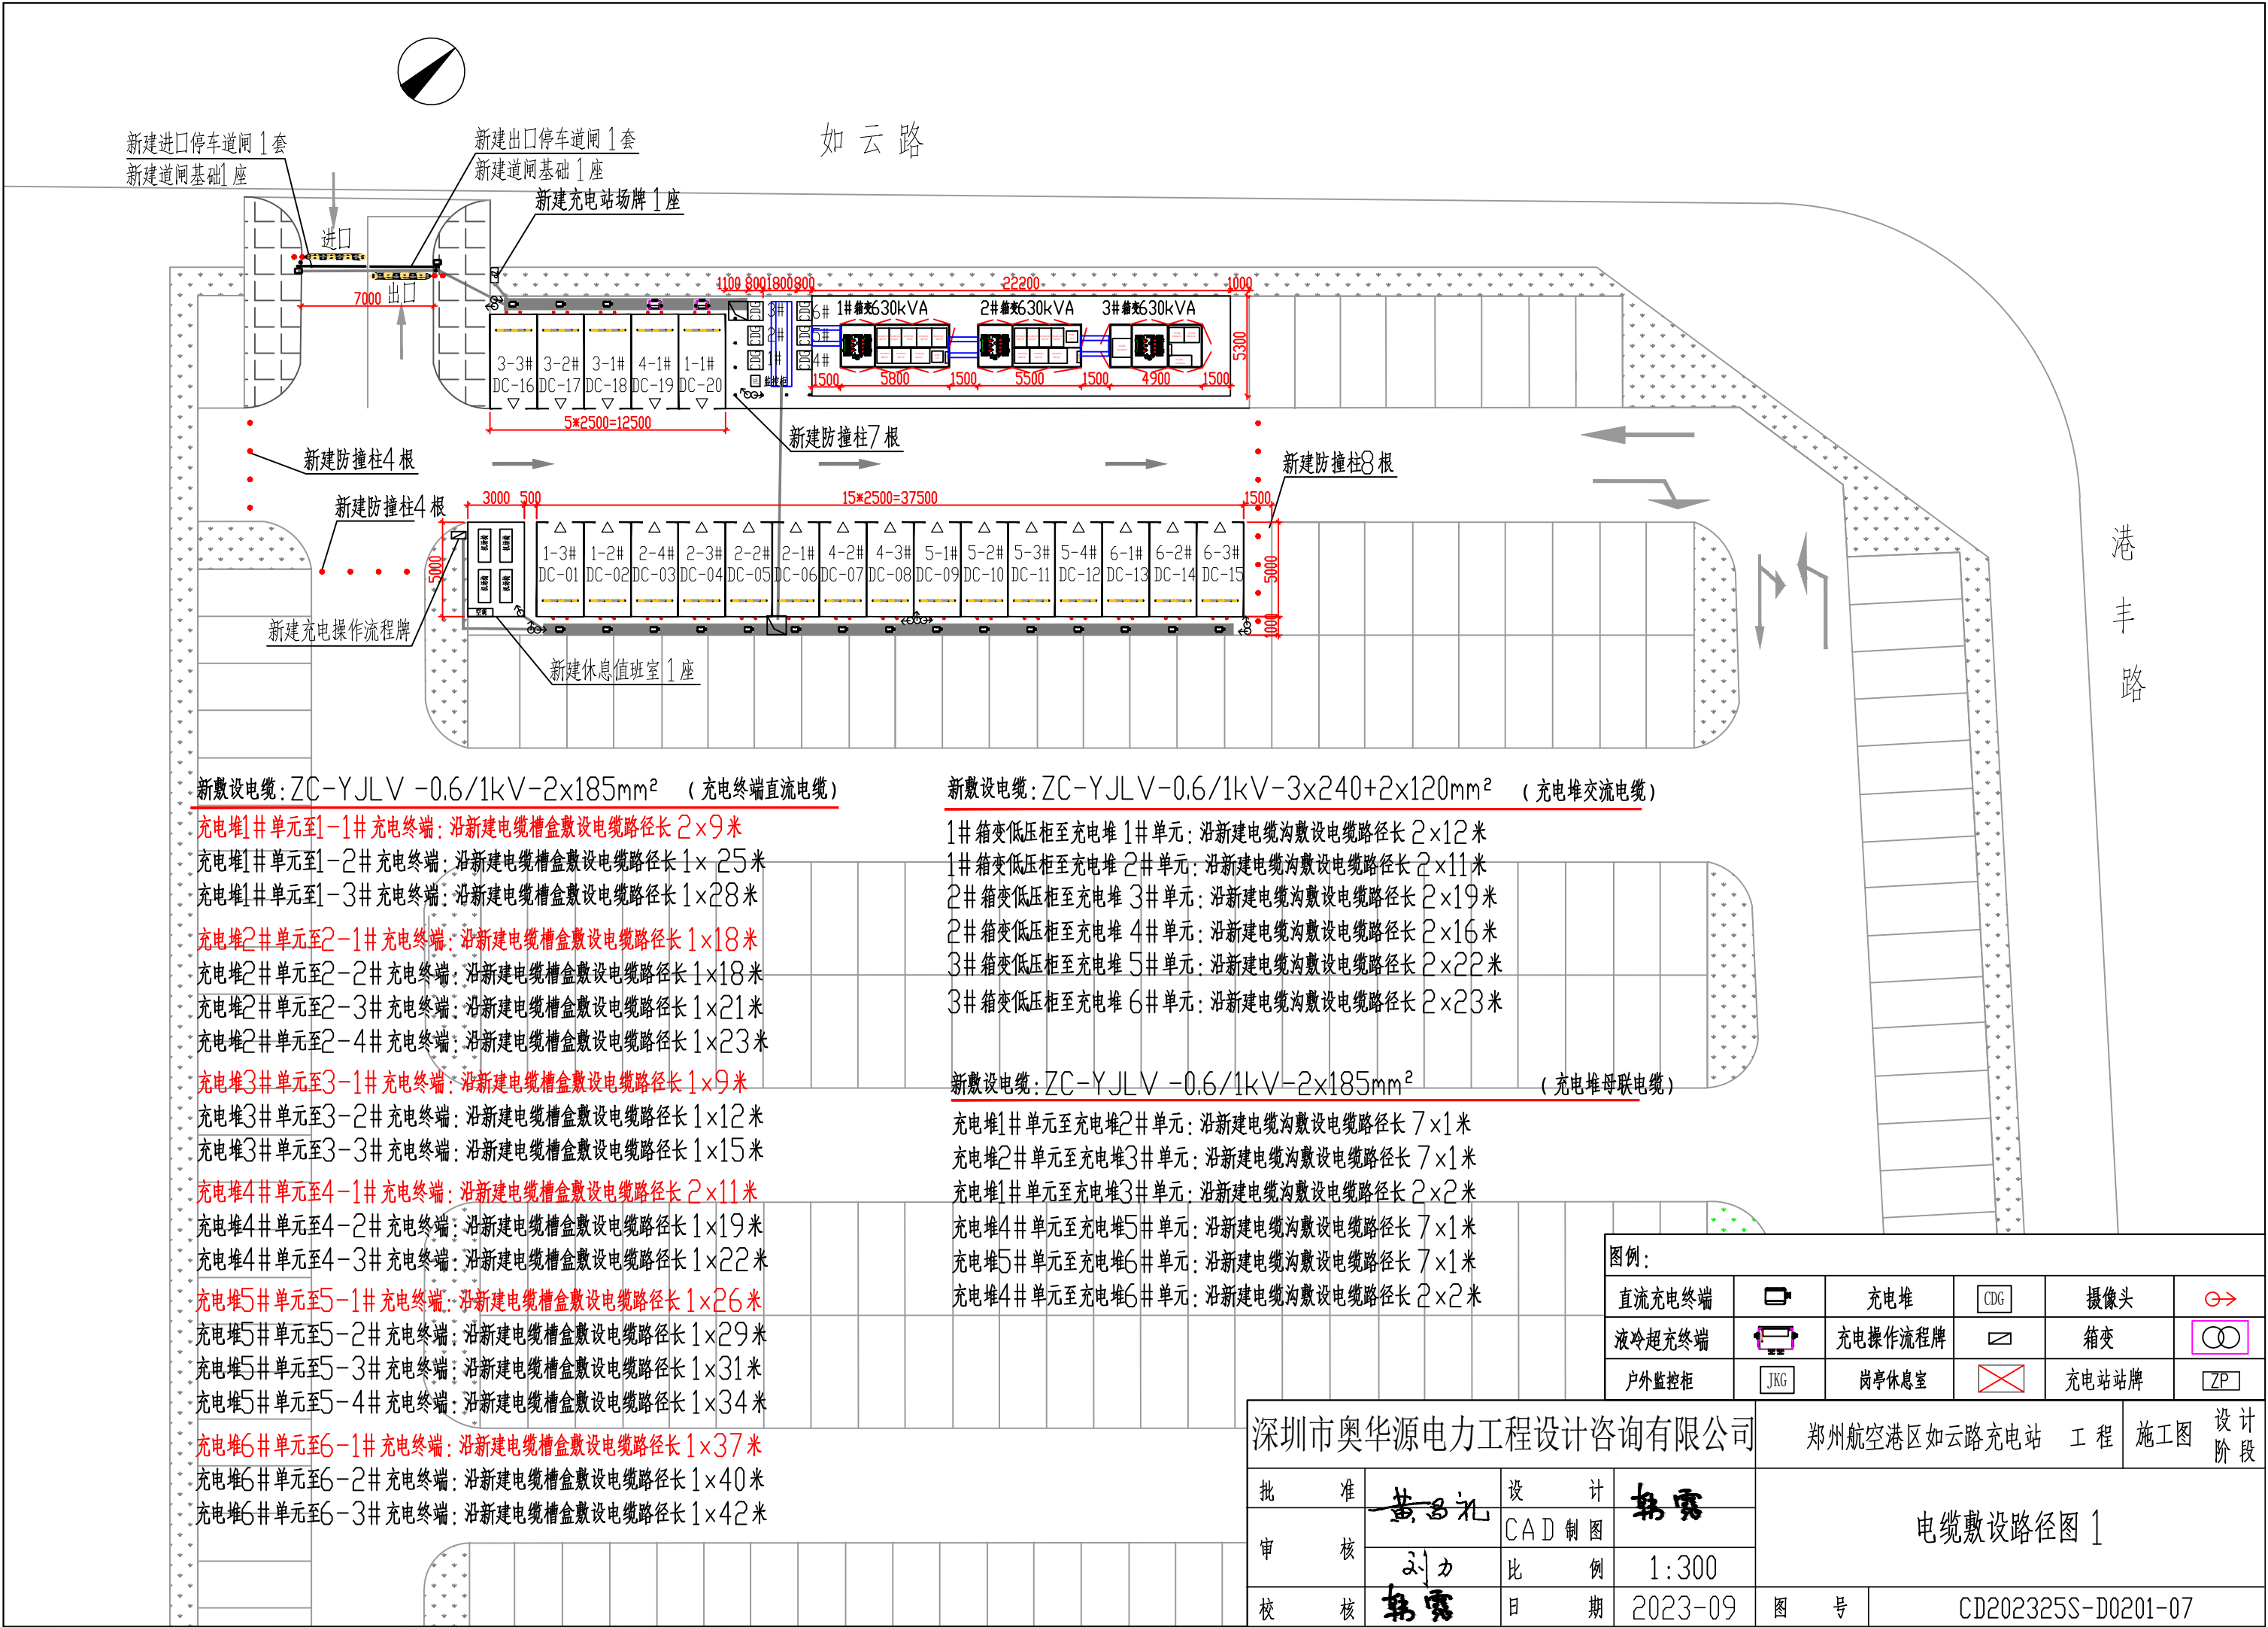 如云路
新建进口停车道闸 1套
新建道闸基础1座
新建出口停车道闸 1套
新建道闸基础 1座
新建充电站场牌 1座
进口
出口
7000
1100 800 1800 800
22200
1000
1#箱变630kVA
2#箱变630kVA
3#箱变630kVA
3# 6#
2# 5#
1# 4#
CDG CDG
CDG CDG
CDG CDG
监控柜
5300
1500 5800 1500 5500 1500 4900 1500
3-3# 3-2# 3-1# 4-1# 1-1#
DC-16 DC-17 DC-18 DC-19 DC-20
5*2500=12500
新建防撞柱7根
新建防撞柱4根
新建防撞柱8根
新建防撞柱4根
3000 500 15*2500=37500 1500
5000
1-3# 1-2# 2-4# 2-3# 2-2# 2-1# 4-2# 4-3# 5-1# 5-2# 5-3# 5-4# 6-1# 6-2# 6-3#
DC-01 DC-02 DC-03 DC-04 DC-05 DC-06 DC-07 DC-08 DC-09 DC-10 DC-11 DC-12 DC-13 DC-14 DC-15
5000
1000
空调
新建充电操作流程牌
新建休息值班室 1座
港丰路
新敷设电缆:ZC-YJLV -0.6/1kV-2x185mm² (充电终端直流电缆)
充电堆1#单元至1-1#充电终端:沿新建电缆槽盒敷设电缆路径长 2×9米
充电堆1#单元至1-2#充电终端:沿新建电缆槽盒敷设电缆路径长 1× 25米
充电堆1#单元至1-3#充电终端:沿新建电缆槽盒敷设电缆路径长 1×28米
充电堆2#单元至2-1#充电终端:沿新建电缆槽盒敷设电缆路径长 1×18米
充电堆2#单元至2-2#充电终端:沿新建电缆槽盒敷设电缆路径长 1×18米
充电堆2#单元至2-3#充电终端:沿新建电缆槽盒敷设电缆路径长 1×21米
充电堆2#单元至2-4#充电终端:沿新建电缆槽盒敷设电缆路径长 1×23米
充电堆3#单元至3-1#充电终端:沿新建电缆槽盒敷设电缆路径长 1×9米
充电堆3#单元至3-2#充电终端:沿新建电缆槽盒敷设电缆路径长 1×12米
充电堆3#单元至3-3#充电终端:沿新建电缆槽盒敷设电缆路径长 1×15米
充电堆4#单元至4-1#充电终端:沿新建电缆槽盒敷设电缆路径长 2×11米
充电堆4#单元至4-2#充电终端:沿新建电缆槽盒敷设电缆路径长 1×19米
充电堆4#单元至4-3#充电终端:沿新建电缆槽盒敷设电缆路径长 1×22米
充电堆5#单元至5-1#充电终端:沿新建电缆槽盒敷设电缆路径长 1×26米
充电堆5#单元至5-2#充电终端:沿新建电缆槽盒敷设电缆路径长 1×29米
充电堆5#单元至5-3#充电终端:沿新建电缆槽盒敷设电缆路径长 1×31米
充电堆5#单元至5-4#充电终端:沿新建电缆槽盒敷设电缆路径长 1×34米
充电堆6#单元至6-1#充电终端:沿新建电缆槽盒敷设电缆路径长 1×37米
充电堆6#单元至6-2#充电终端:沿新建电缆槽盒敷设电缆路径长 1×40米
充电堆6#单元至6-3#充电终端:沿新建电缆槽盒敷设电缆路径长 1×42米
新敷设电缆:ZC-YJLV-0.6/1kV-3x240+2x120mm² (充电堆交流电缆)
1#箱变低压柜至充电堆 1#单元:沿新建电缆沟敷设电缆路径长 2×12米
1#箱变低压柜至充电堆 2#单元:沿新建电缆沟敷设电缆路径长 2×11米
2#箱变低压柜至充电堆 3#单元:沿新建电缆沟敷设电缆路径长 2×19米
2#箱变低压柜至充电堆 4#单元:沿新建电缆沟敷设电缆路径长 2×16米
3#箱变低压柜至充电堆 5#单元:沿新建电缆沟敷设电缆路径长 2×22米
3#箱变低压柜至充电堆 6#单元:沿新建电缆沟敷设电缆路径长 2×23米
新敷设电缆:ZC-YJLV -0.6/1kV-2x185mm² (充电堆母联电缆)
充电堆1#单元至充电堆2#单元:沿新建电缆沟敷设电缆路径长 7×1米
充电堆2#单元至充电堆3#单元:沿新建电缆沟敷设电缆路径长 7×1米
充电堆1#单元至充电堆3#单元:沿新建电缆沟敷设电缆路径长 2×2米
充电堆4#单元至充电堆5#单元:沿新建电缆沟敷设电缆路径长 7×1米
充电堆5#单元至充电堆6#单元:沿新建电缆沟敷设电缆路径长 7×1米
充电堆4#单元至充电堆6#单元:沿新建电缆沟敷设电缆路径长 2×2米
图例:
直流充电终端 充电堆 CDG 摄像头
液冷超充终端 充电操作流程牌 箱变
户外监控柜 JKG 岗亭休息室 充电站站牌 ZP
深圳市奥华源电力工程设计咨询有限公司 郑州航空港区如云路充电站 工程 施工图 设计阶段
批准 黄昌礼 设计 韩露
CAD制图
审核 刘力 比例 1:300
校核 韩露 日期 2023-09
电缆敷设路径图 1
图号 CD202325S-D0201-07